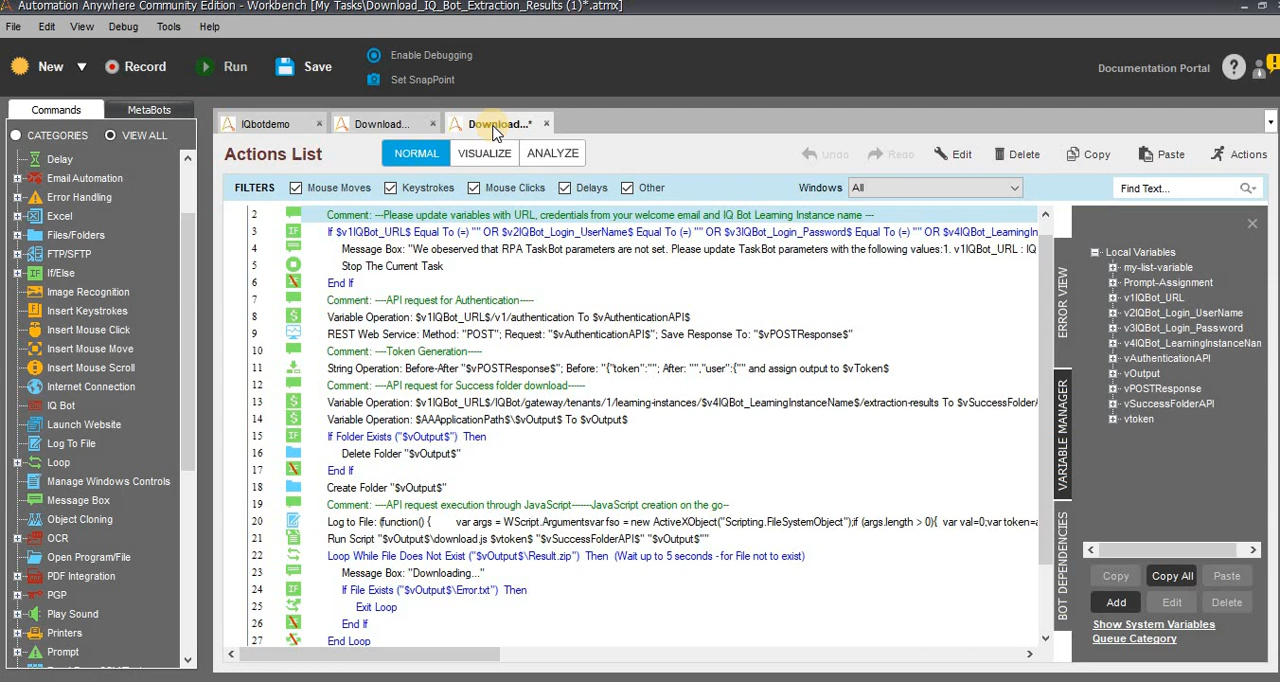 Automation Anywhere Community Edition - Workbench [My Tasks\Download_IQ_Bot_Extraction_Results (1)*.atmx]
File Edit View Debug Tools Help
New Record Run Save Enable Debugging
Set SnapPoint
Documentation Portal
Commands MetaBots
CATEGORIES VIEW ALL
Delay
Email Automation
Error Handling
Excel
Files/Folders
FTP/SFTP
If/Else
Image Recognition
Insert Keystrokes
Insert Mouse Click
Insert Mouse Move
Insert Mouse Scroll
Internet Connection
IQ Bot
Launch Website
Log To File
Loop
Manage Windows Controls
Message Box
Object Cloning
OCR
Open Program/File
PDF Integration
PGP
Play Sound
Printers
Prompt
IQbotdemo Download... Download...*
Actions List NORMAL VISUALIZE ANALYZE Undo Redo Edit Delete Copy Paste Actions
FILTERS Mouse Moves Keystrokes Mouse Clicks Delays Other Windows All Find Text...
2 Comment: ---Please update variables with URL, credentials from your welcome email and IQ Bot Learning Instance name ---
3 If $v1IQBot_URL$ Equal To (=) "" OR $v2IQBot_Login_UserName$ Equal To (=) "" OR $v3IQBot_Login_Password$ Equal To (=) "" OR $v4IQBot_Learning
4 Message Box: "We obeserved that RPA TaskBot parameters are not set. Please update TaskBot parameters with the following values:1. v1IQBot_URL : IQ
5 Stop The Current Task
6 End If
7 Comment: ----API request for Authentication-----
8 Variable Operation: $v1IQBot_URL$/v1/authentication To $vAuthenticationAPI$
9 REST Web Service: Method: "POST"; Request: "$vAuthenticationAPI$"; Save Response To: "$vPOSTResponse$"
10 Comment: ----Token Generation-----
11 String Operation: Before-After "$vPOSTResponse$"; Before: "{"token":""; After: "","user":{"" and assign output to $vToken$
12 Comment: ----API request for Success folder download------
13 Variable Operation: $v1IQBot_URL$/IQBot/gateway/tenants/1/learning-instances/$v4IQBot_LearningInstanceName$/extraction-results To $vSuccessFolderA
14 Variable Operation: $AAApplicationPath$\$vOutput$ To $vOutput$
15 If Folder Exists ("$vOutput$") Then
16 Delete Folder "$vOutput$"
17 End If
18 Create Folder "$vOutput$"
19 Comment: ----API request execution through JavaScript-------JavaScript creation on the go--
20 Log to File: (function() { var args = WScript.Argumentsvar fso = new ActiveXObject("Scripting.FileSystemObject");if (args.length > 0){ var val=0;var token=a
21 Run Script "$vOutput$\download.js $vtoken$ "$vSuccessFolderAPI$" "$vOutput$""
22 Loop While File Does Not Exist ("$vOutput$\Result.zip") Then (Wait up to 5 seconds - for File not to exist)
23 Message Box: "Downloading..."
24 If File Exists ("$vOutput$\Error.txt") Then
25 Exit Loop
26 End If
27 End Loop
ERROR VIEW
VARIABLE MANAGER
BOT DEPENDENCIES
Local Variables
my-list-variable
Prompt-Assignment
v1IQBot_URL
v2IQBot_Login_UserName
v3IQBot_Login_Password
v4IQBot_LearningInstanceNan
vAuthenticationAPI
vOutput
vPOSTResponse
vSuccessFolderAPI
vtoken
Copy Copy All Paste
Add Edit Delete
Show System Variables
Queue Category